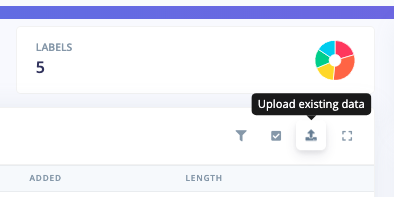 LABELS
5
Upload existing data
ADDED LENGTH